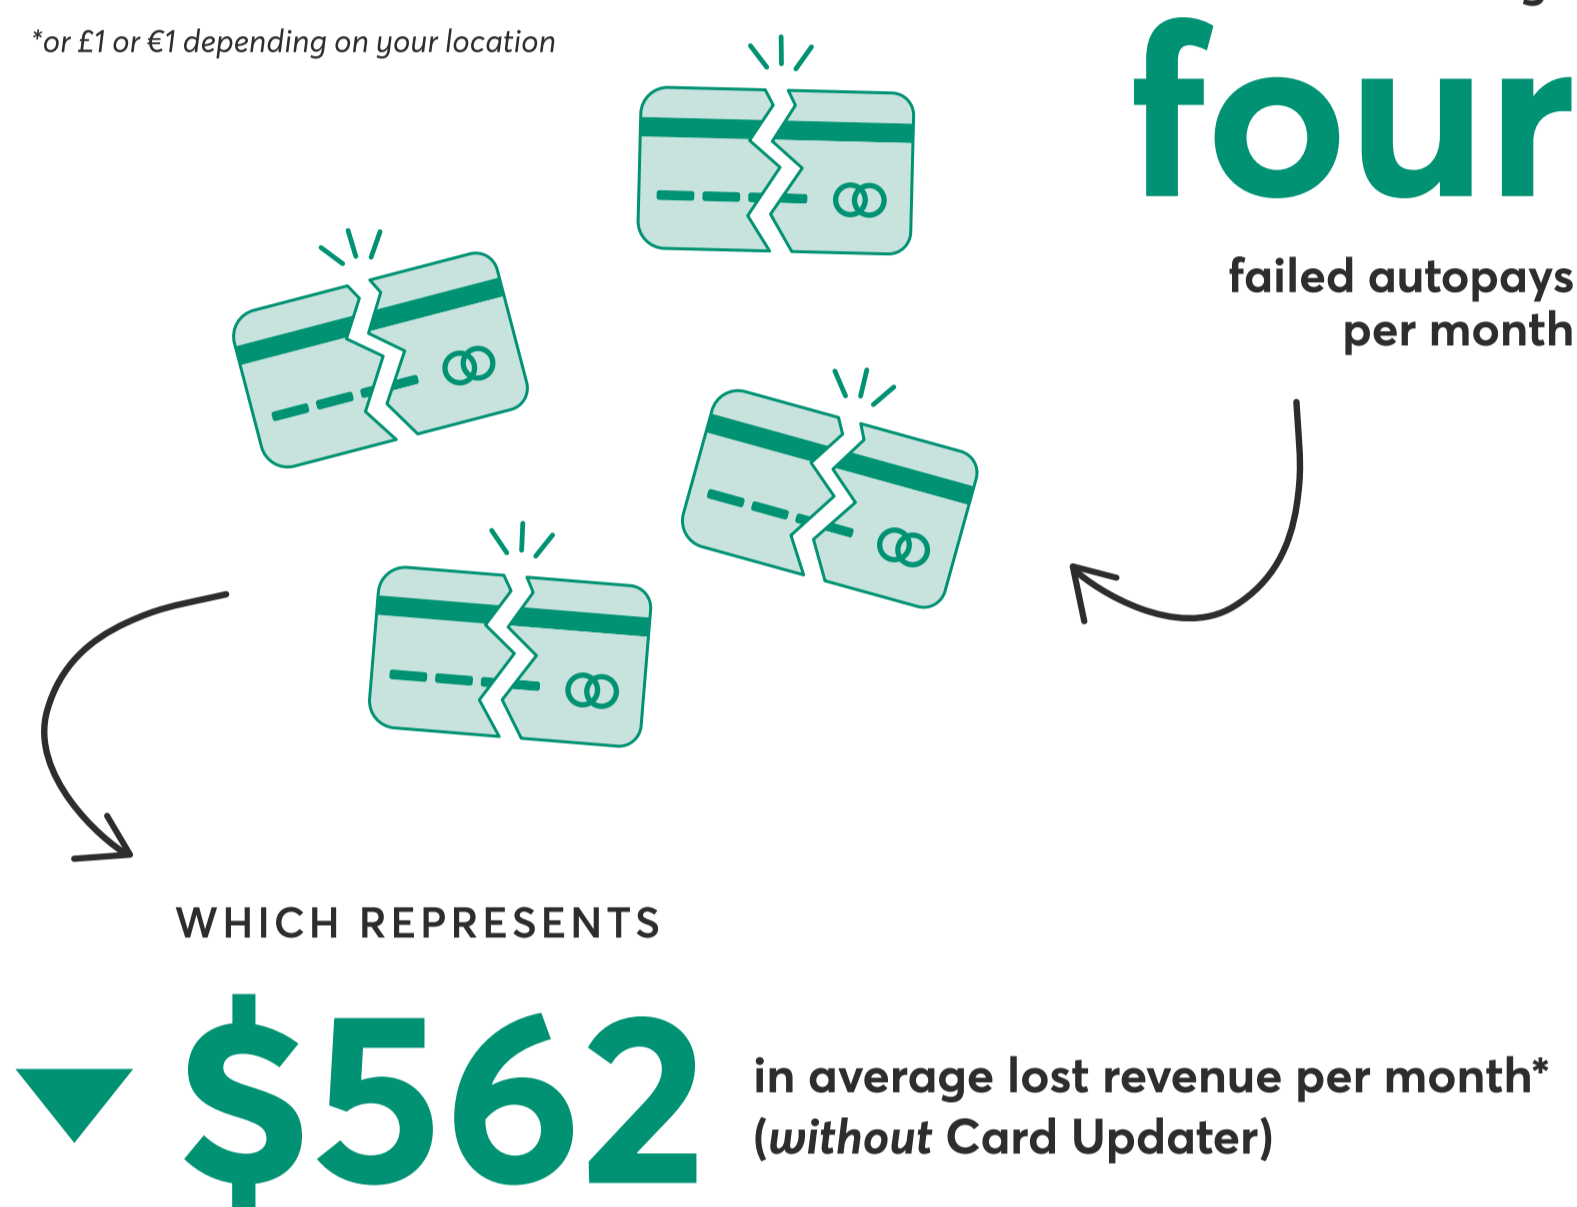 *or £1 or €1 depending on your location
four
failed autopays
per month
WHICH REPRESENTS
$562
in average lost revenue per month*
(without Card Updater)